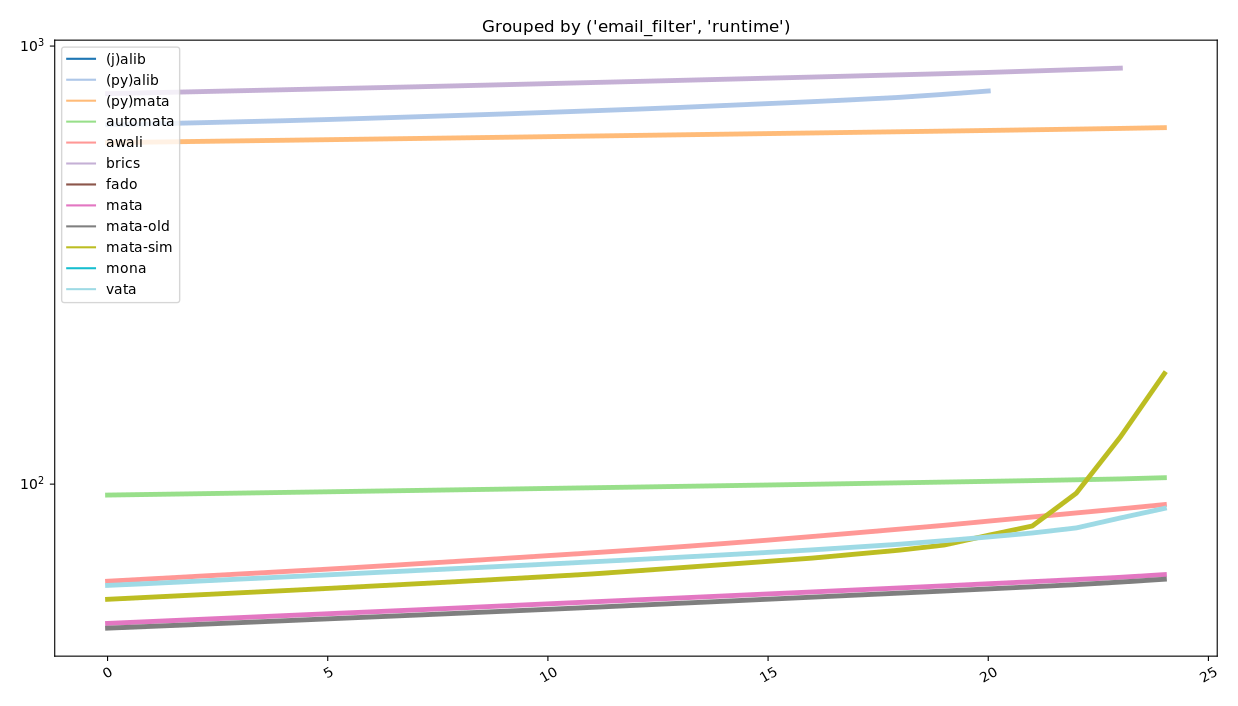 Grouped by ('email_filter', 'runtime')
10³
(j)alib
(py)alib
(py)mata
automata
awali
brics
fado
mata
mata-old
mata-sim
mona
vata
10²
0
5
10
15
20
25